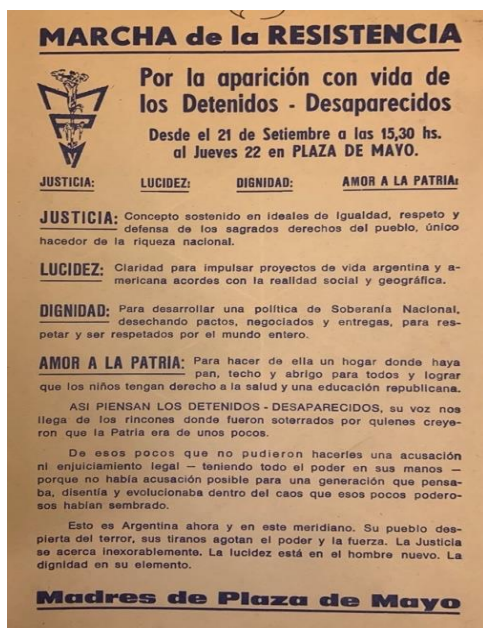 MARCHA de la RESISTENCIA
Por la aparición con vida de
los Detenidos - Desaparecidos
Desde el 21 de Setiembre a las 15,30 hs.
al Jueves 22 en PLAZA DE MAYO.
JUSTICIA: LUCIDEZ: DIGNIDAD: AMOR A LA PATRIA:
JUSTICIA: Concepto sostenido en ideales de Igualdad, respeto y
defensa de los sagrados derechos del pueblo, único
hacedor de la riqueza nacional.
LUCIDEZ: Claridad para impulsar proyectos de vida argentina y a-
mericana acordes con la realidad social y geográfica.
DIGNIDAD: Para desarrollar una política de Soberanía Nacional,
desechando pactos, negociados y entregas, para res-
petar y ser respetados por el mundo entero.
AMOR A LA PATRIA: Para hacer de ella un hogar donde haya
pan, techo y abrigo para todos y lograr
que los niños tengan derecho a la salud y una educación republicana.
ASI PIENSAN LOS DETENIDOS - DESAPARECIDOS, su voz nos
llega de los rincones donde fueron soterrados por quienes creye-
ron que la Patria era de unos pocos.
De esos pocos que no pudieron hacerles una acusación
ni enjuiciamiento legal — teniendo todo el poder en sus manos —
porque no había acusación posible para una generación que pensa-
ba, disentía y evolucionaba dentro del caos que esos pocos podero-
sos habían sembrado.
Esto es Argentina ahora y en este meridiano. Su pueblo des-
pierta del terror, sus tiranos agotan el poder y la fuerza. La Justicia
se acerca inexorablemente. La lucidez está en el hombre nuevo. La
dignidad en su elemento.
Madres de Plaza de Mayo